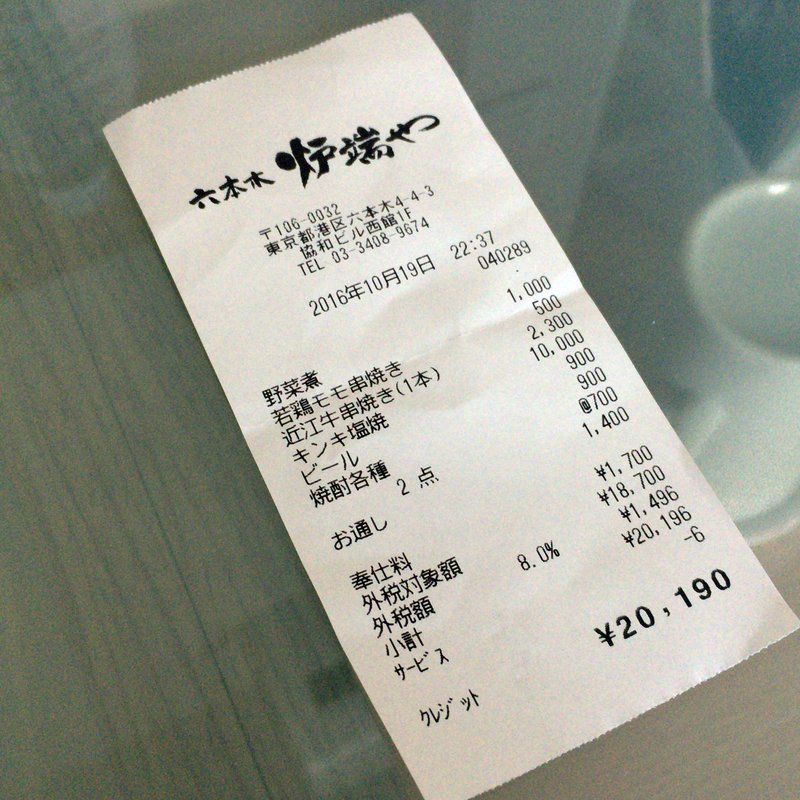 六本木 炉端や
〒106-0032
東京都港区六本木4-4-3
協和ビル西館1F
TEL 03-3408-9674
2016年10月19日 22:37
040289
野菜煮 1,000
若鶏モモ串焼き 500
近江牛串焼き(1本) 2,300
キンキ塩焼 10,000
ビール 900
焼酎各種 900
2 点 @700
お通し 1,400
奉仕料 ¥1,700
外税対象額 ¥18,700
外税額 8.0% ¥1,496
小計 ¥20,196
サービス -6
クレジット ¥20,190